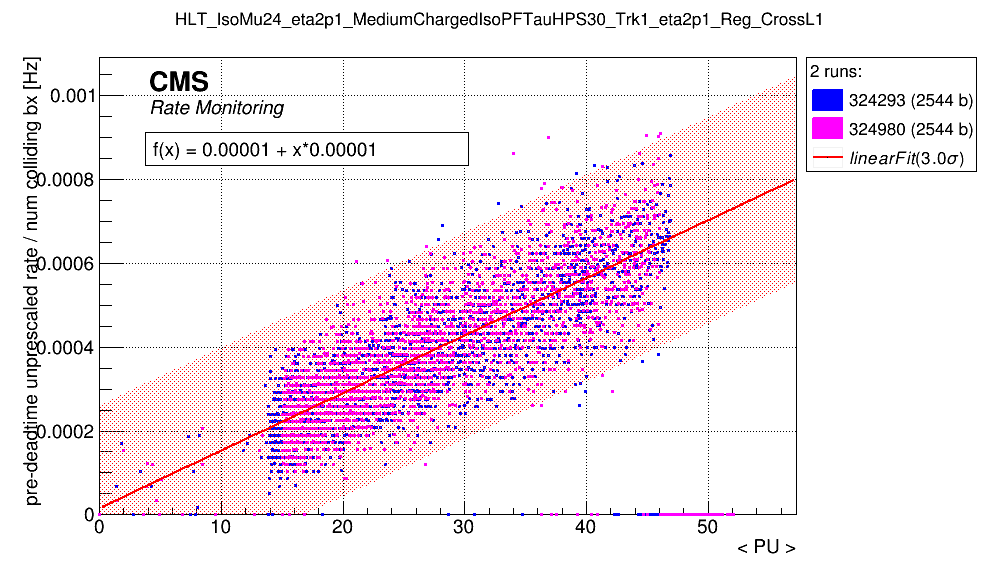 HLT_IsoMu24_eta2p1_MediumChargedIsoPFTauHPS30_Trk1_eta2p1_Reg_CrossL1
pre-deadtime unprescaled rate / num colliding bx [Hz]
CMS
Rate Monitoring
f(x) = 0.00001 + x*0.00001
2 runs:
324293 (2544 b)
324980 (2544 b)
linearFit(3.0σ)
0.001
0.0008
0.0006
0.0004
0.0002
0
0 10 20 30 40 50
< PU >